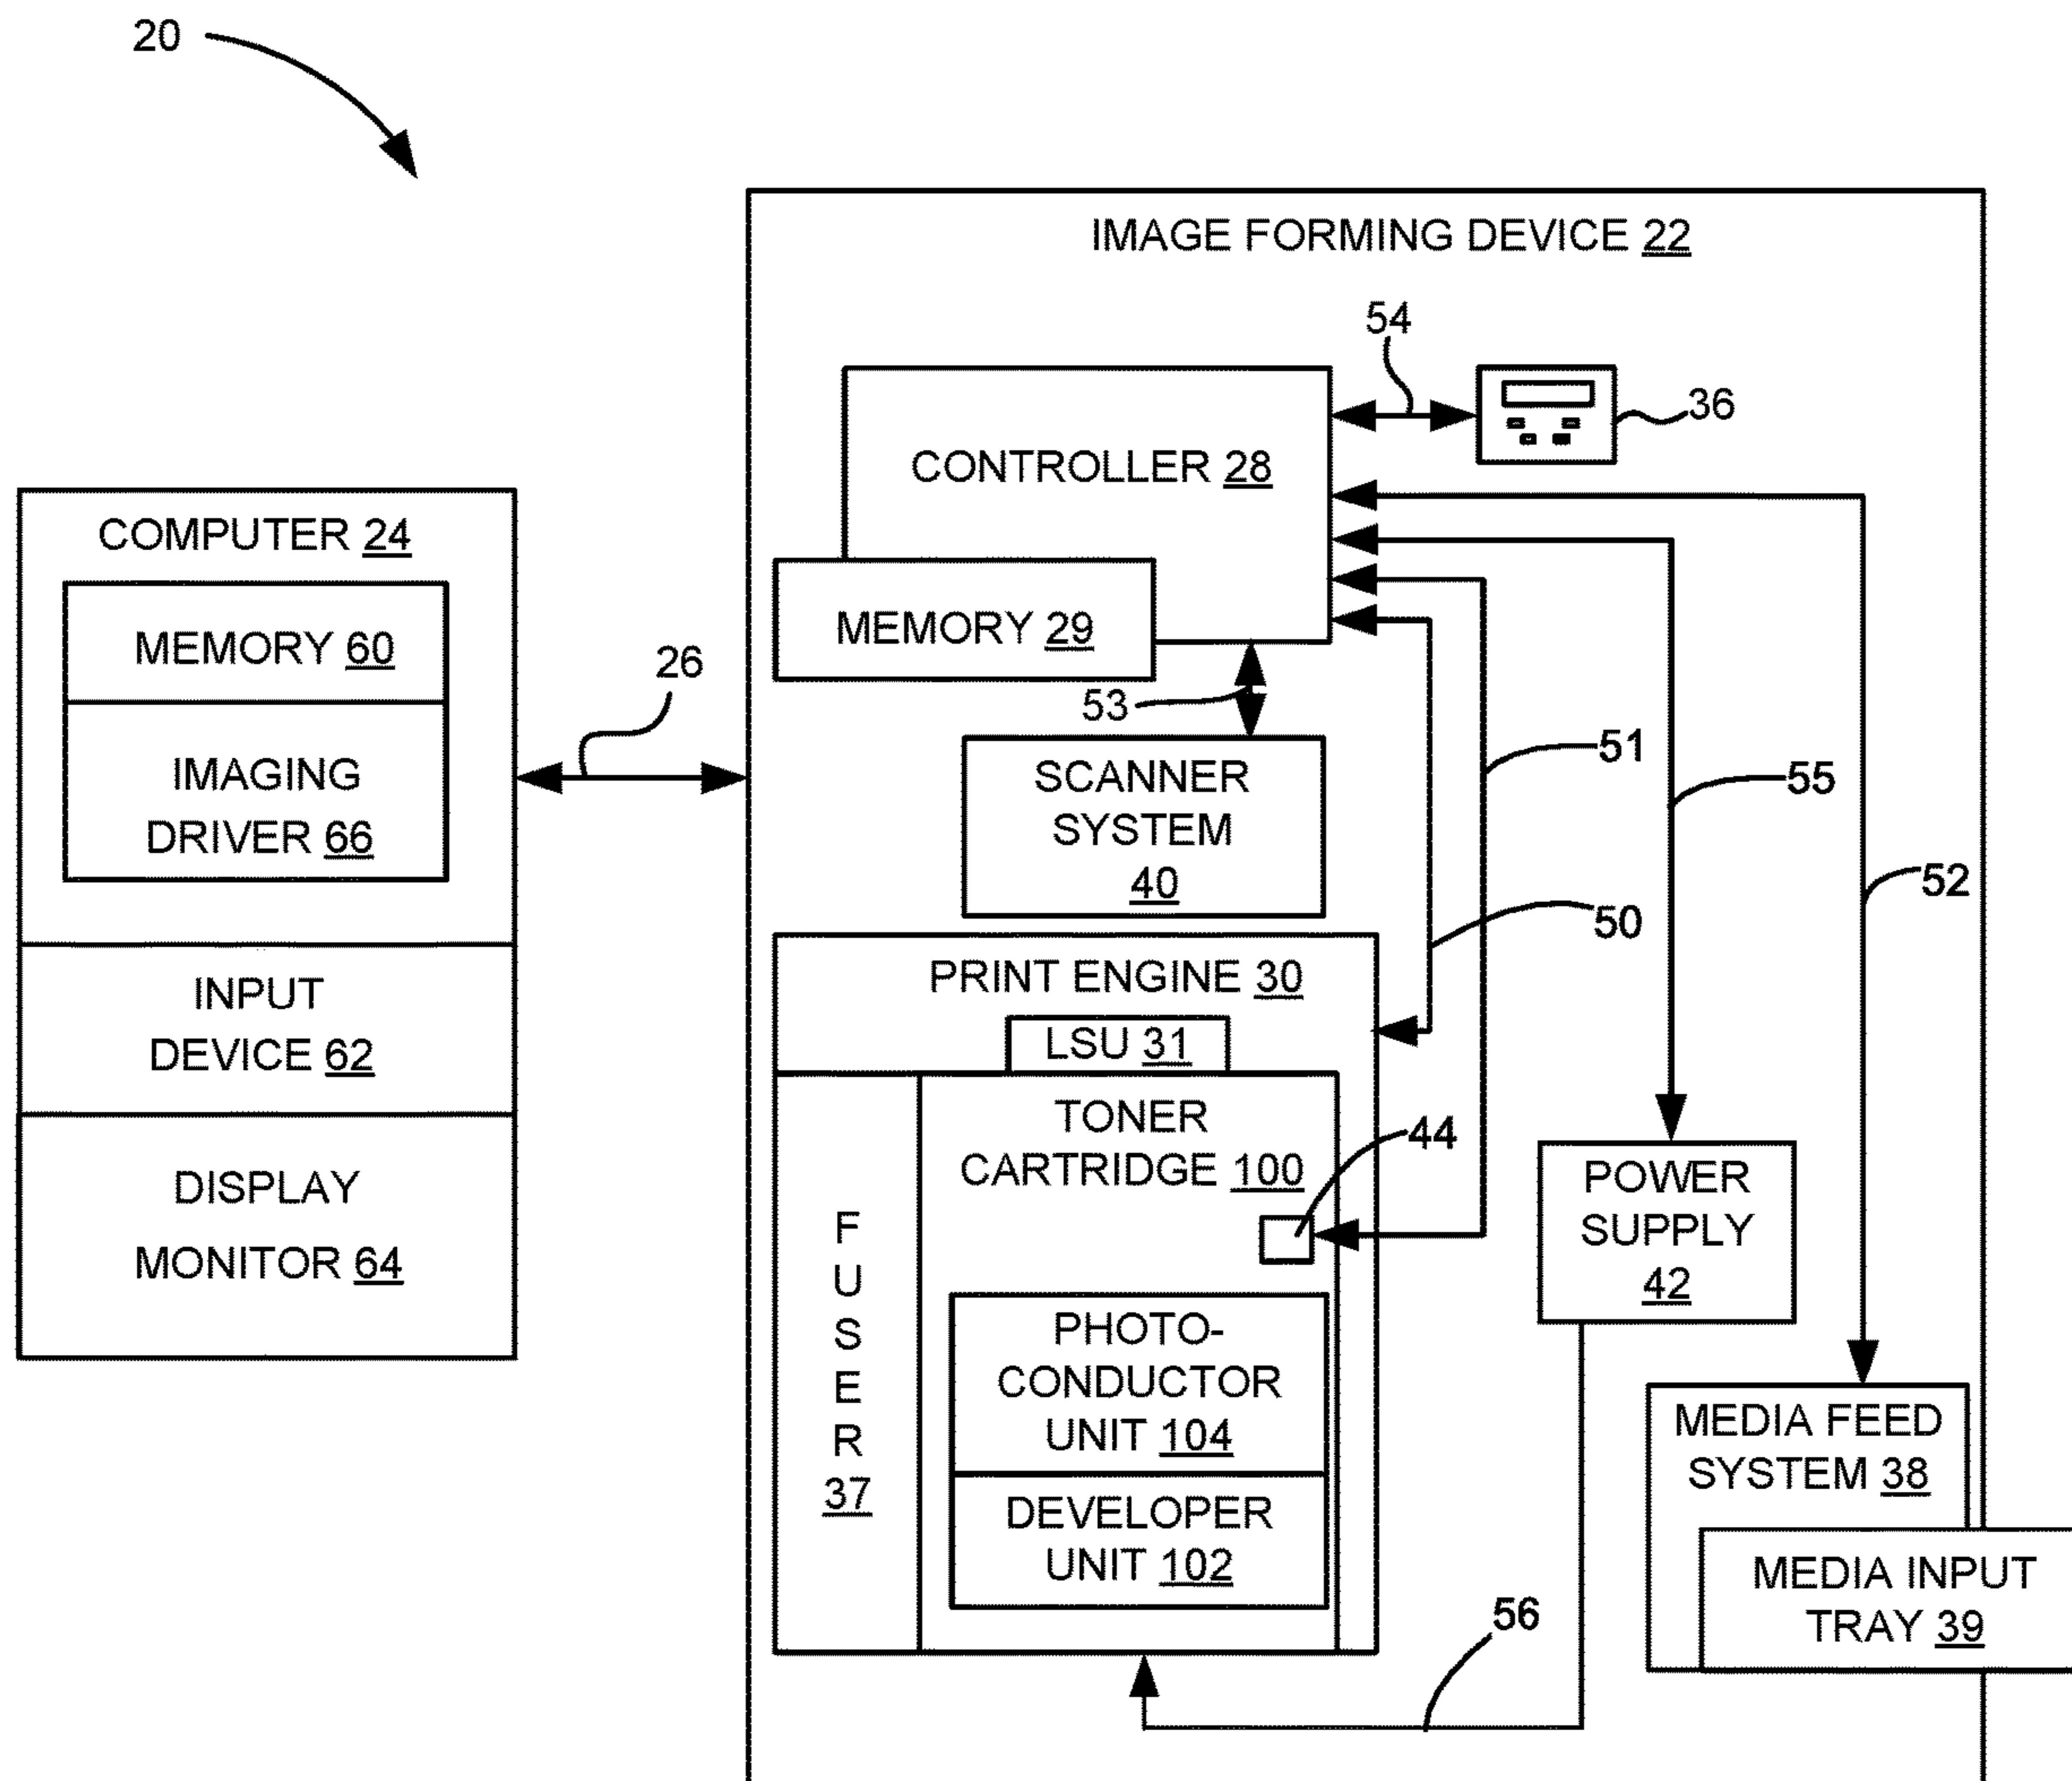 20
IMAGE FORMING DEVICE 22
54
36
CONTROLLER 28
MEMORY 29
53
COMPUTER 24
MEMORY 60
IMAGING
DRIVER 66
INPUT
DEVICE 62
DISPLAY
MONITOR 64
26
SCANNER
SYSTEM
40
51
55
52
50
PRINT ENGINE 30
LSU 31
TONER
CARTRIDGE 100
44
F
U
S
E
R
37
PHOTO-
CONDUCTOR
UNIT 104
DEVELOPER
UNIT 102
POWER
SUPPLY
42
MEDIA FEED
SYSTEM 38
MEDIA INPUT
TRAY 39
56